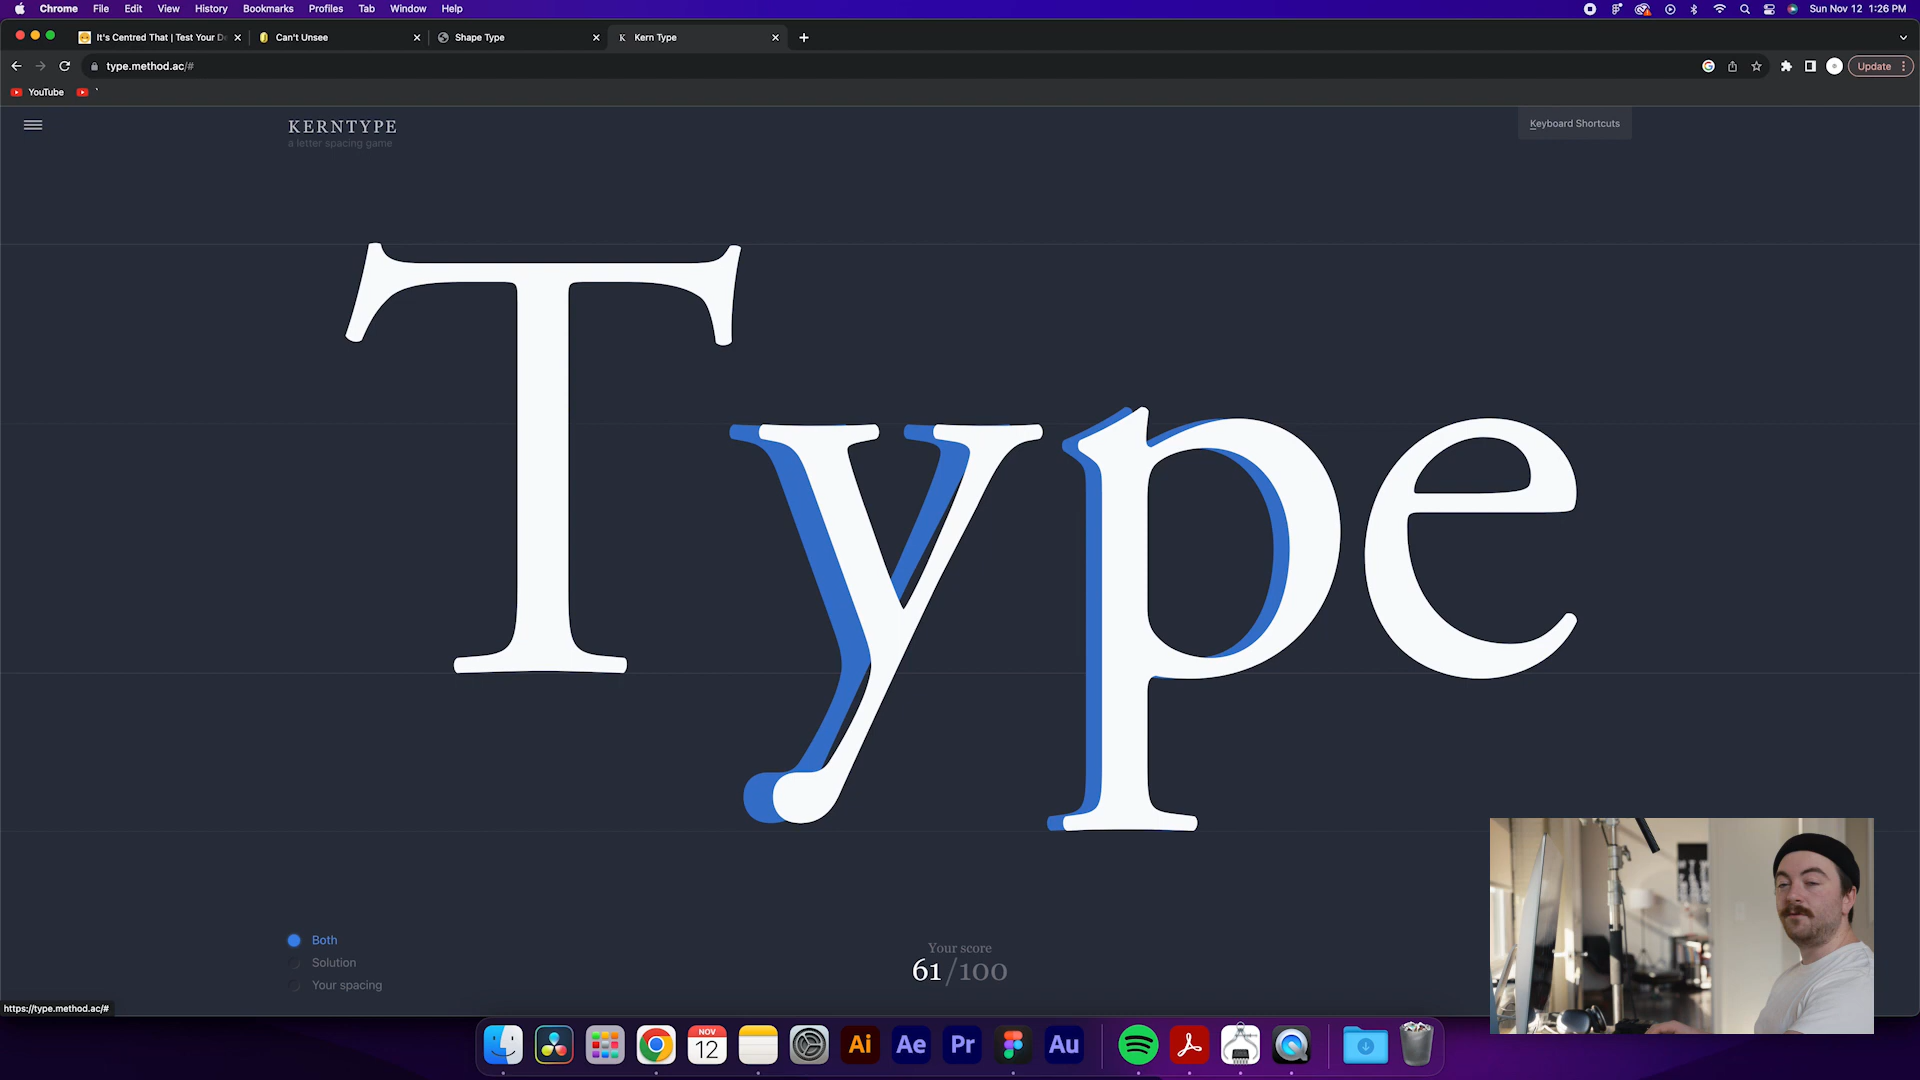 Chrome File Edit View History Bookmarks Profiles Tab Window Help Sun Nov 12 1:26 PM
It's Centred That | Test Your De Can't Unsee Shape Type K Kern Type
type.method.ac/# Update
YouTube
KERNTYPE Keyboard Shortcuts
a letter spacing game
Type
Both
Solution
Your spacing
Your score
61/100
https://type.method.ac/#
NOV
12
Ai Ae Pr Au